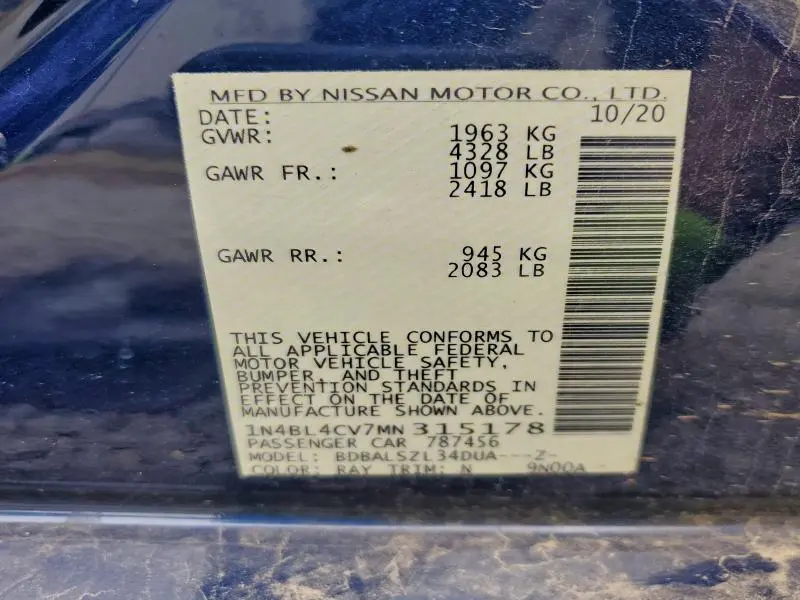 MFD BY NISSAN MOTOR CO., LTD.
DATE: 10/20
GVWR: 1963 KG
4328 LB
GAWR FR.: 1097 KG
2418 LB
GAWR RR.: 945 KG
2083 LB
THIS VEHICLE CONFORMS TO
ALL APPLICABLE FEDERAL
MOTOR VEHICLE SAFETY,
BUMPER, AND THEFT
PREVENTION STANDARDS IN
EFFECT ON THE DATE OF
MANUFACTURE SHOWN ABOVE.
1N4BL4CV7MN315178
PASSENGER CAR 787456
MODEL: BDBALSZL34DUA---Z-
COLOR: RAY TRIM: N 9N00A